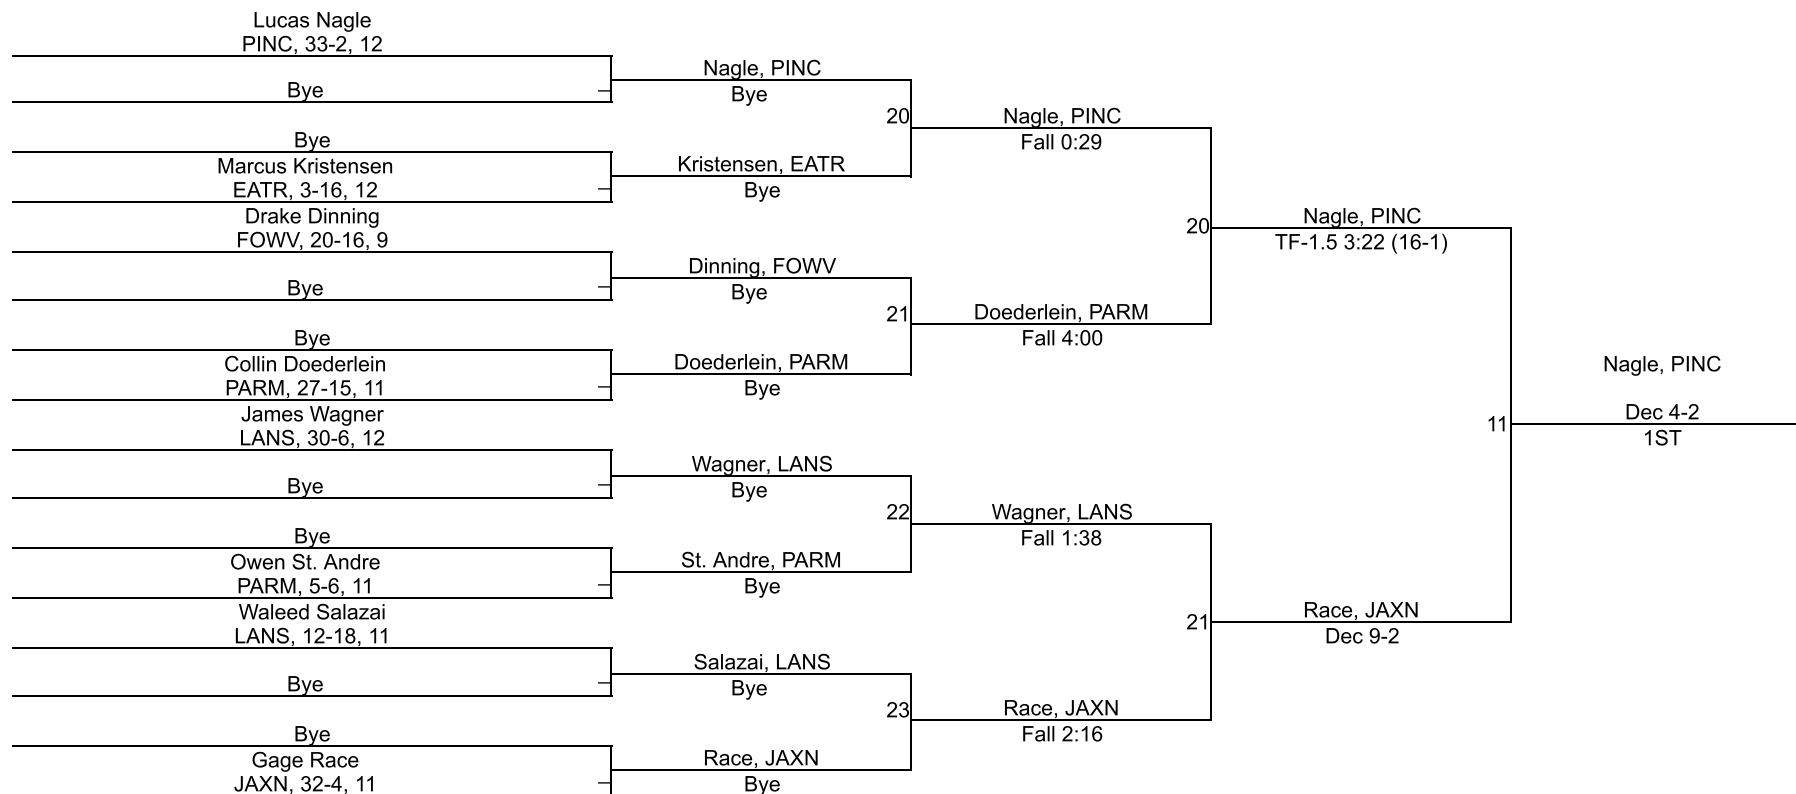 Lucas Nagle
PINC, 33-2, 12
Bye
Bye
Marcus Kristensen
EATR, 3-16, 12
Drake Dinning
FOWV, 20-16, 9
Bye
Bye
Collin Doederlein
PARM, 27-15, 11
James Wagner
LANS, 30-6, 12
Bye
Bye
Owen St. Andre
PARM, 5-6, 11
Waleed Salazai
LANS, 12-18, 11
Bye
Bye
Gage Race
JAXN, 32-4, 11
Nagle, PINC
Bye
20
Kristensen, EATR
Bye
Dinning, FOWV
Bye
21
Doederlein, PARM
Bye
Wagner, LANS
Bye
22
St. Andre, PARM
Bye
Salazai, LANS
Bye
23
Race, JAXN
Bye
Nagle, PINC
Fall 0:29
20
Doederlein, PARM
Fall 4:00
Wagner, LANS
Fall 1:38
21
Race, JAXN
Fall 2:16
Nagle, PINC
TF-1.5 3:22 (16-1)
11
Race, JAXN
Dec 9-2
Nagle, PINC
Dec 4-2
1ST